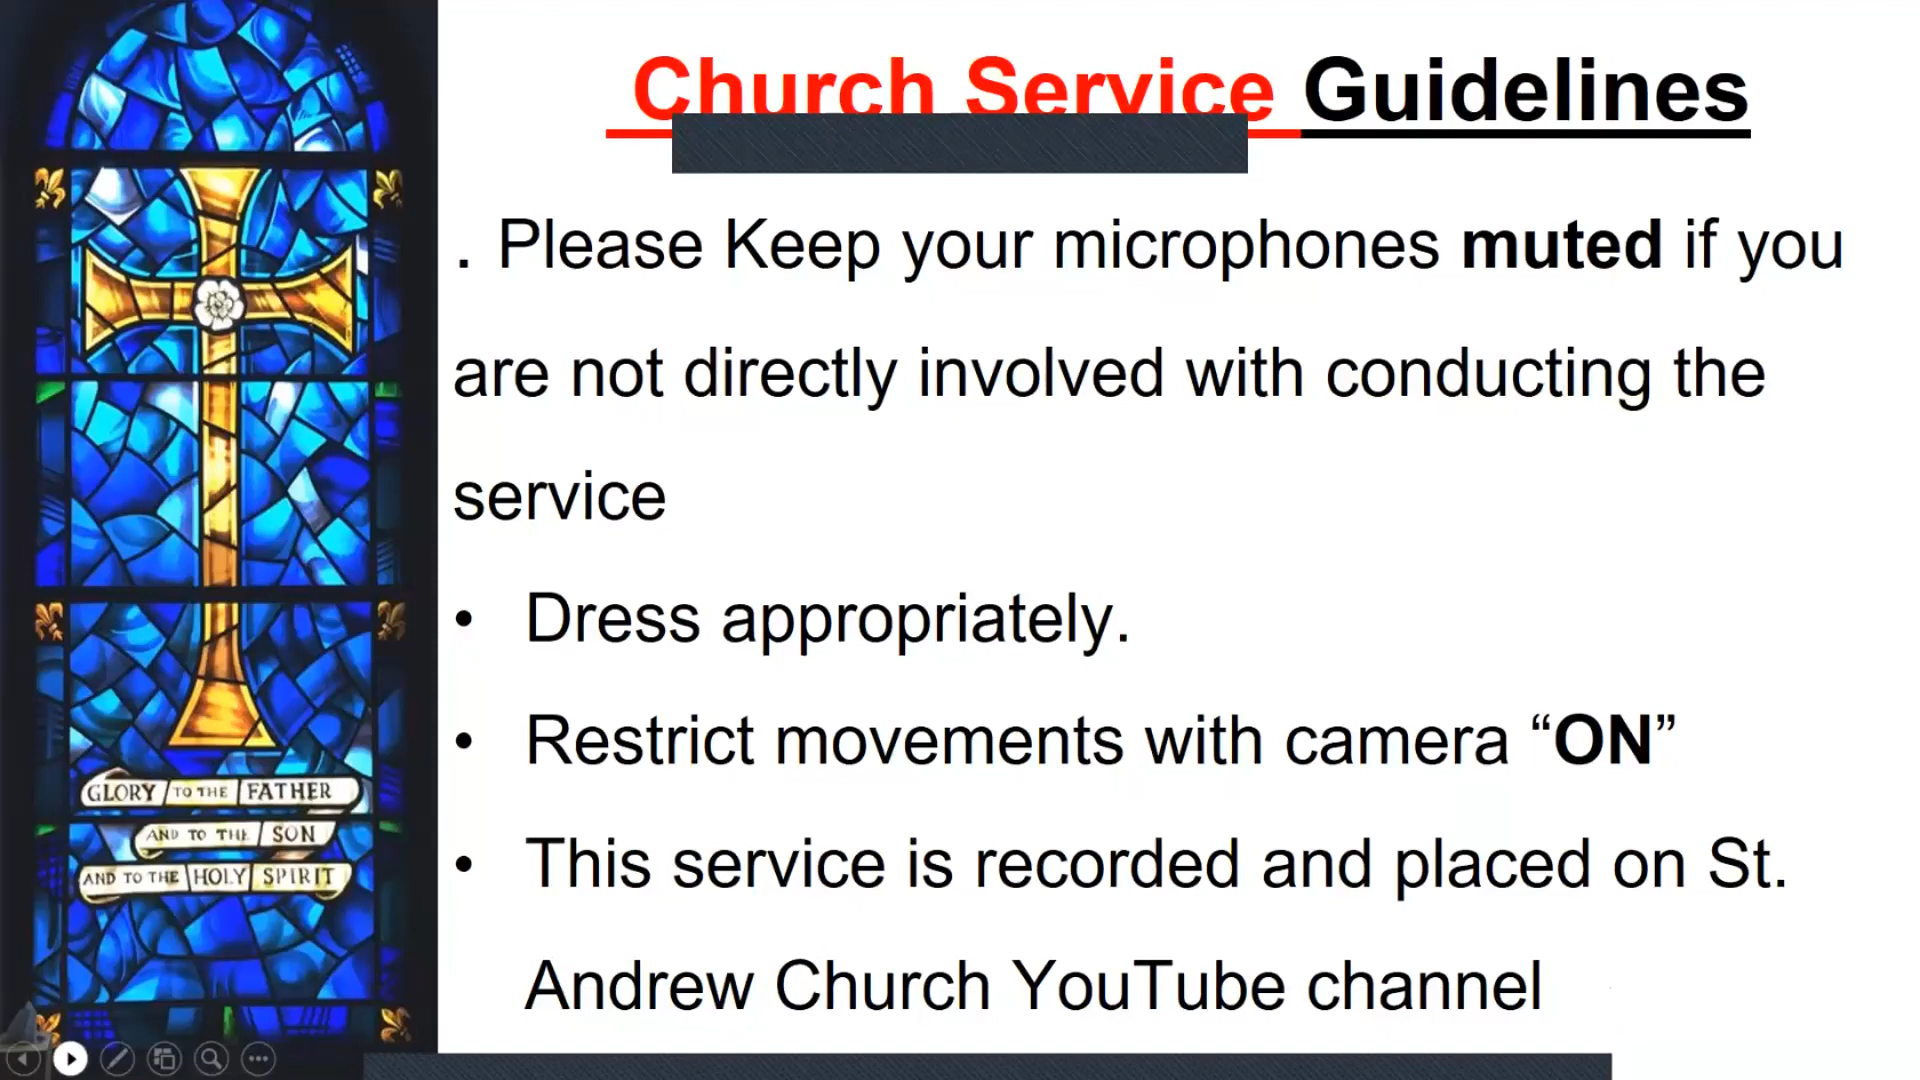 Church Service Guidelines
. Please Keep your microphones muted if you
are not directly involved with conducting the
service
• Dress appropriately.
• Restrict movements with camera “ON”
• This service is recorded and placed on St.
Andrew Church YouTube channel
GLORY TO THE FATHER
AND TO THE SON
AND TO THE HOLY SPIRIT